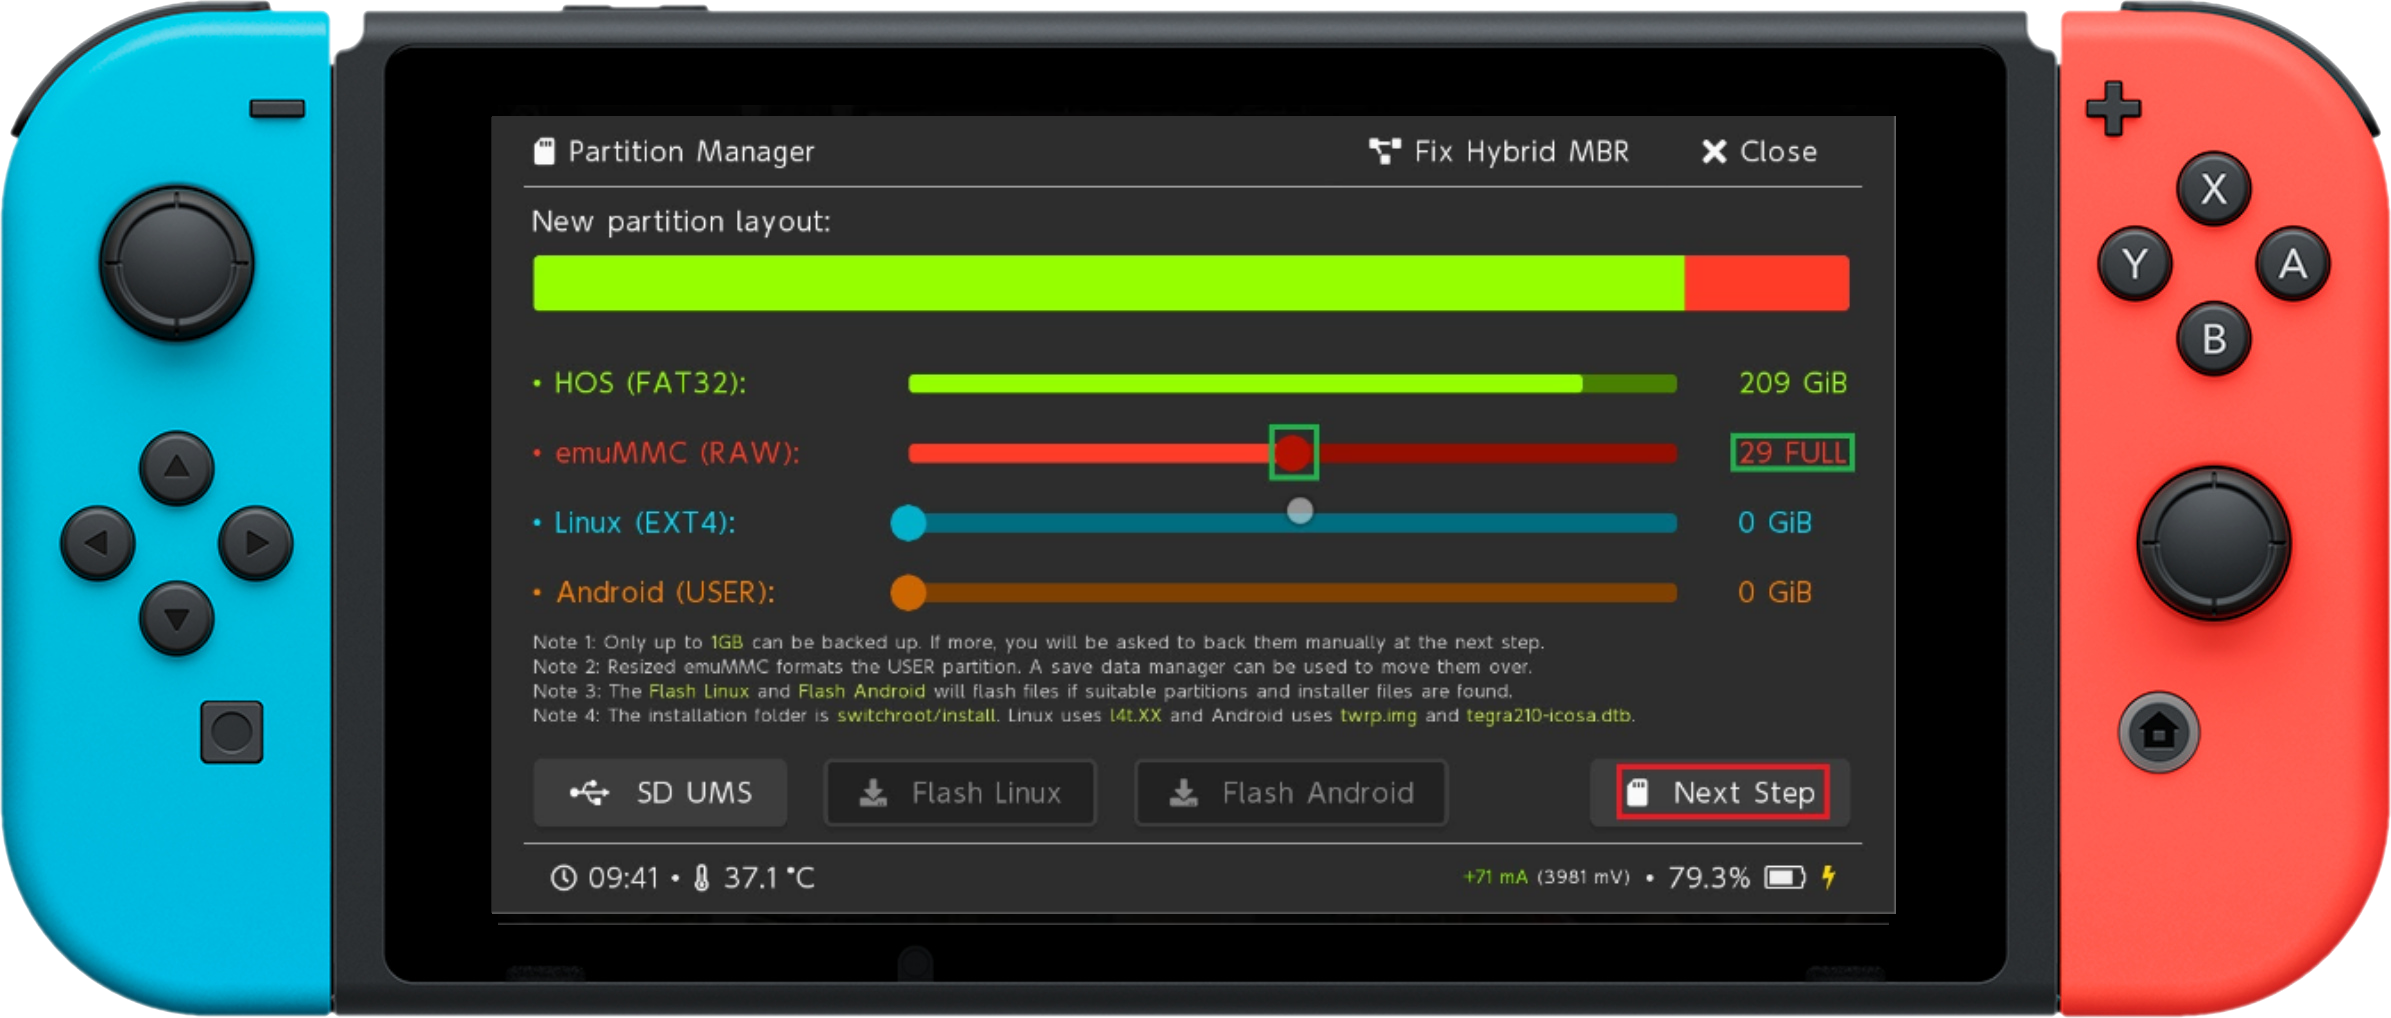 Partition Manager
Fix Hybrid MBR
Close
New partition layout:
• HOS (FAT32): 209 GiB
• emuMMC (RAW): 29 FULL
• Linux (EXT4): 0 GiB
• Android (USER): 0 GiB
Note 1: Only up to 1GB can be backed up. If more, you will be asked to back them manually at the next step.
Note 2: Resized emuMMC formats the USER partition. A save data manager can be used to move them over.
Note 3: The Flash Linux and Flash Android will flash files if suitable partitions and installer files are found.
Note 4: The installation folder is switchroot/install. Linux uses l4t.XX and Android uses twrp.img and tegra210-icosa.dtb.
SD UMS
Flash Linux
Flash Android
Next Step
09:41 • 37.1 °C
+71 mA (3981 mV) • 79.3%
X
Y
A
B